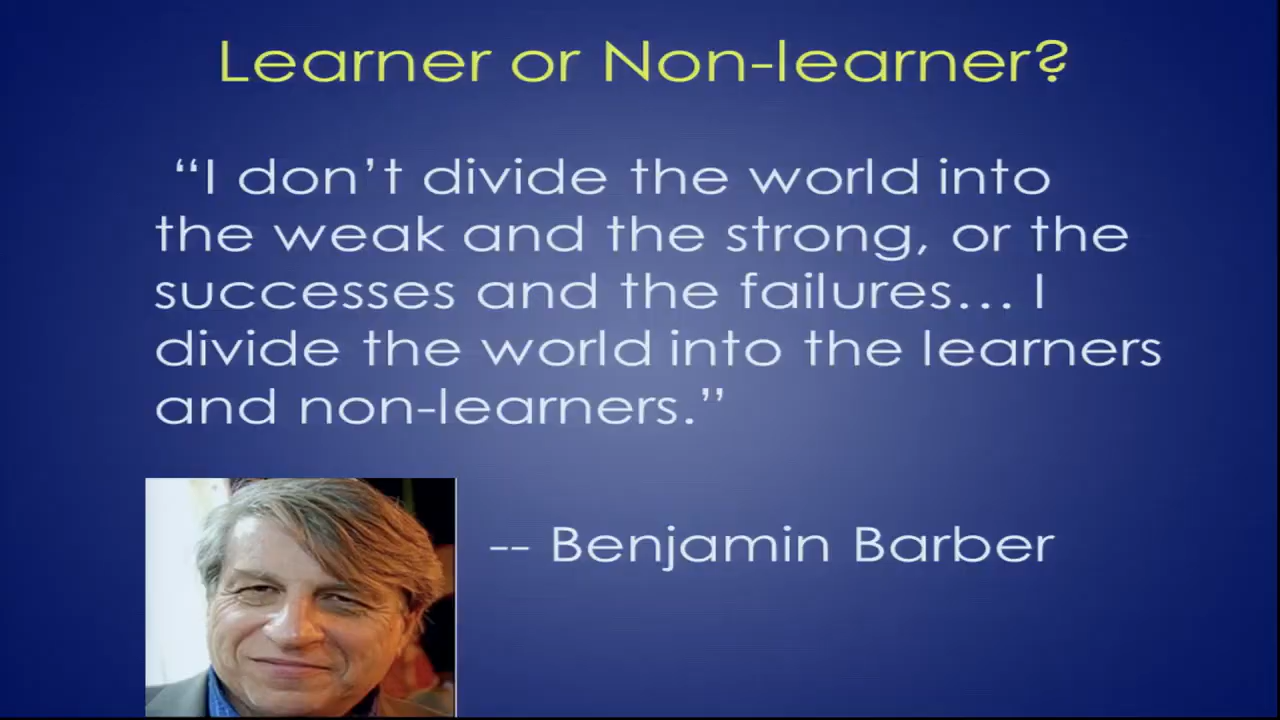 Learner or Non-learner?
“I don’t divide the world into
the weak and the strong, or the
successes and the failures… I
divide the world into the learners
and non-learners.”
-- Benjamin Barber